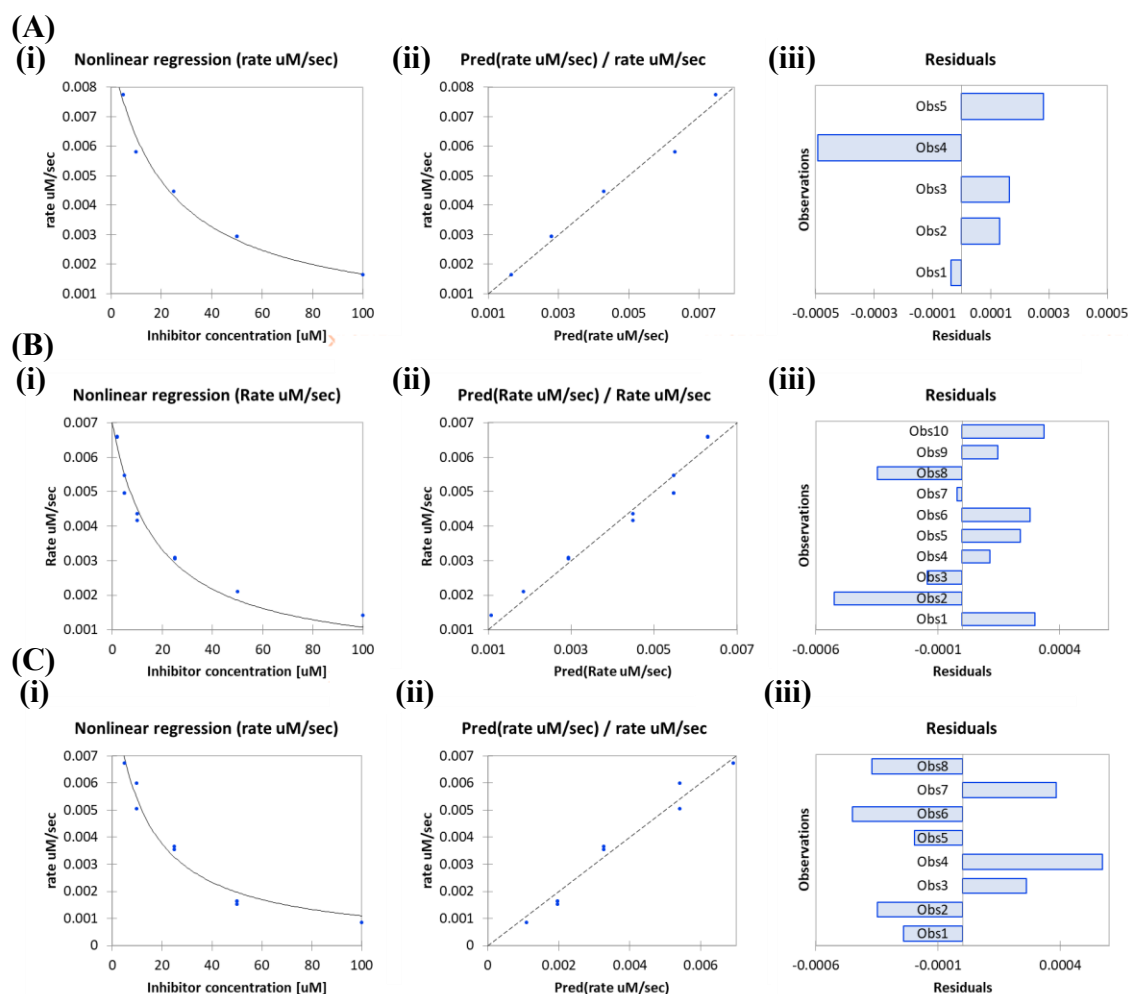 (A)
(i)
(ii)
(iii)
Nonlinear regression (rate uM/sec)
0.008
0.007
0.006
0.005
0.004
0.003
0.002
0.001
rate uM/sec
0 20 40 60 80 100
Inhibitor concentration [uM]
Pred(rate uM/sec) / rate uM/sec
0.008
0.007
0.006
0.005
0.004
0.003
0.002
0.001
rate uM/sec
0.001 0.003 0.005 0.007
Pred(rate uM/sec)
Residuals
Obs5
Obs4
Obs3
Obs2
Obs1
Observations
-0.0005 -0.0003 -0.0001 0.0001 0.0003 0.0005
Residuals
(B)
(i)
(ii)
(iii)
Nonlinear regression (Rate uM/sec)
0.007
0.006
0.005
0.004
0.003
0.002
0.001
Rate uM/sec
0 20 40 60 80 100
Inhibitor concentration [uM]
Pred(Rate uM/sec) / Rate uM/sec
0.007
0.006
0.005
0.004
0.003
0.002
0.001
Rate uM/sec
0.001 0.003 0.005 0.007
Pred(Rate uM/sec)
Residuals
Obs10
Obs9
Obs8
Obs7
Obs6
Obs5
Obs4
Obs3
Obs2
Obs1
Observations
-0.0006 -0.0001 0.0004
Residuals
(C)
(i)
(ii)
(iii)
Nonlinear regression (rate uM/sec)
0.007
0.006
0.005
0.004
0.003
0.002
0.001
0
rate uM/sec
0 20 40 60 80 100
Inhibitor concentration [uM]
Pred(rate uM/sec) / rate uM/sec
0.007
0.006
0.005
0.004
0.003
0.002
0.001
0
rate uM/sec
0 0.002 0.004 0.006
Pred(rate uM/sec)
Residuals
Obs8
Obs7
Obs6
Obs5
Obs4
Obs3
Obs2
Obs1
Observations
-0.0006 -0.0001 0.0004
Residuals